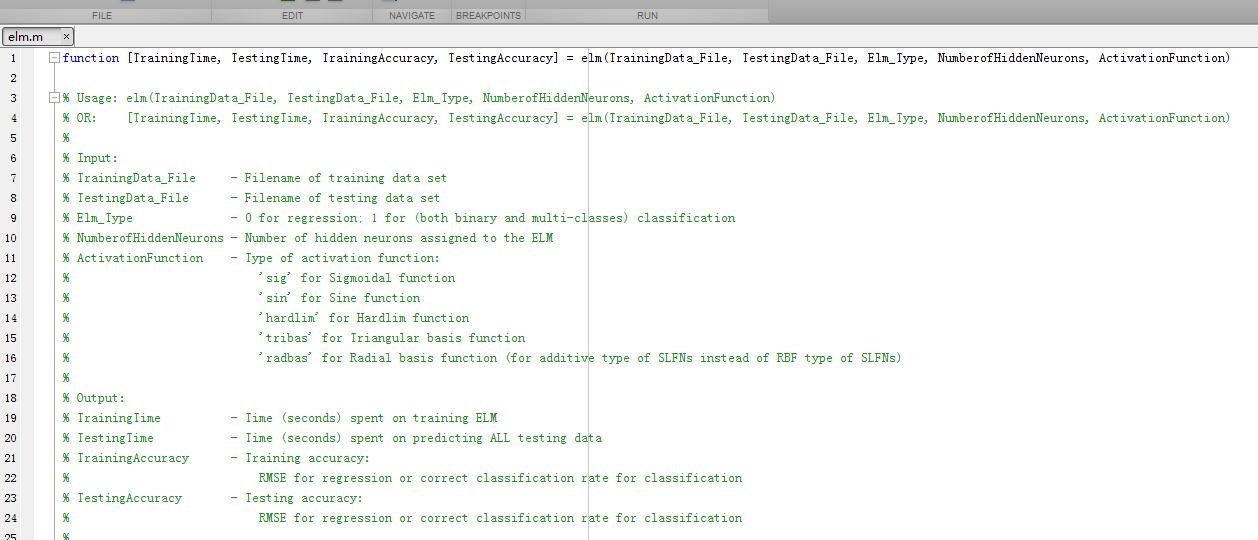 FILE EDIT NAVIGATE BREAKPOINTS RUN
elm.m ×
1 function [TrainingTime, TestingTime, TrainingAccuracy, TestingAccuracy] = elm(TrainingData_File, TestingData_File, Elm_Type, NumberofHiddenNeurons, ActivationFunction)
2
3 % Usage: elm(TrainingData_File, TestingData_File, Elm_Type, NumberofHiddenNeurons, ActivationFunction)
4 % OR: [TrainingTime, TestingTime, TrainingAccuracy, TestingAccuracy] = elm(TrainingData_File, TestingData_File, Elm_Type, NumberofHiddenNeurons, ActivationFunction)
5 %
6 % Input:
7 % TrainingData_File - Filename of training data set
8 % TestingData_File - Filename of testing data set
9 % Elm_Type - 0 for regression; 1 for (both binary and multi-classes) classification
10 % NumberofHiddenNeurons - Number of hidden neurons assigned to the ELM
11 % ActivationFunction - Type of activation function:
12 % 'sig' for Sigmoidal function
13 % 'sin' for Sine function
14 % 'hardlim' for Hardlim function
15 % 'tribas' for Triangular basis function
16 % 'radbas' for Radial basis function (for additive type of SLFNs instead of RBF type of SLFNs)
17 %
18 % Output:
19 % TrainingTime - Time (seconds) spent on training ELM
20 % TestingTime - Time (seconds) spent on predicting ALL testing data
21 % TrainingAccuracy - Training accuracy:
22 % RMSE for regression or correct classification rate for classification
23 % TestingAccuracy - Testing accuracy:
24 % RMSE for regression or correct classification rate for classification
25 %